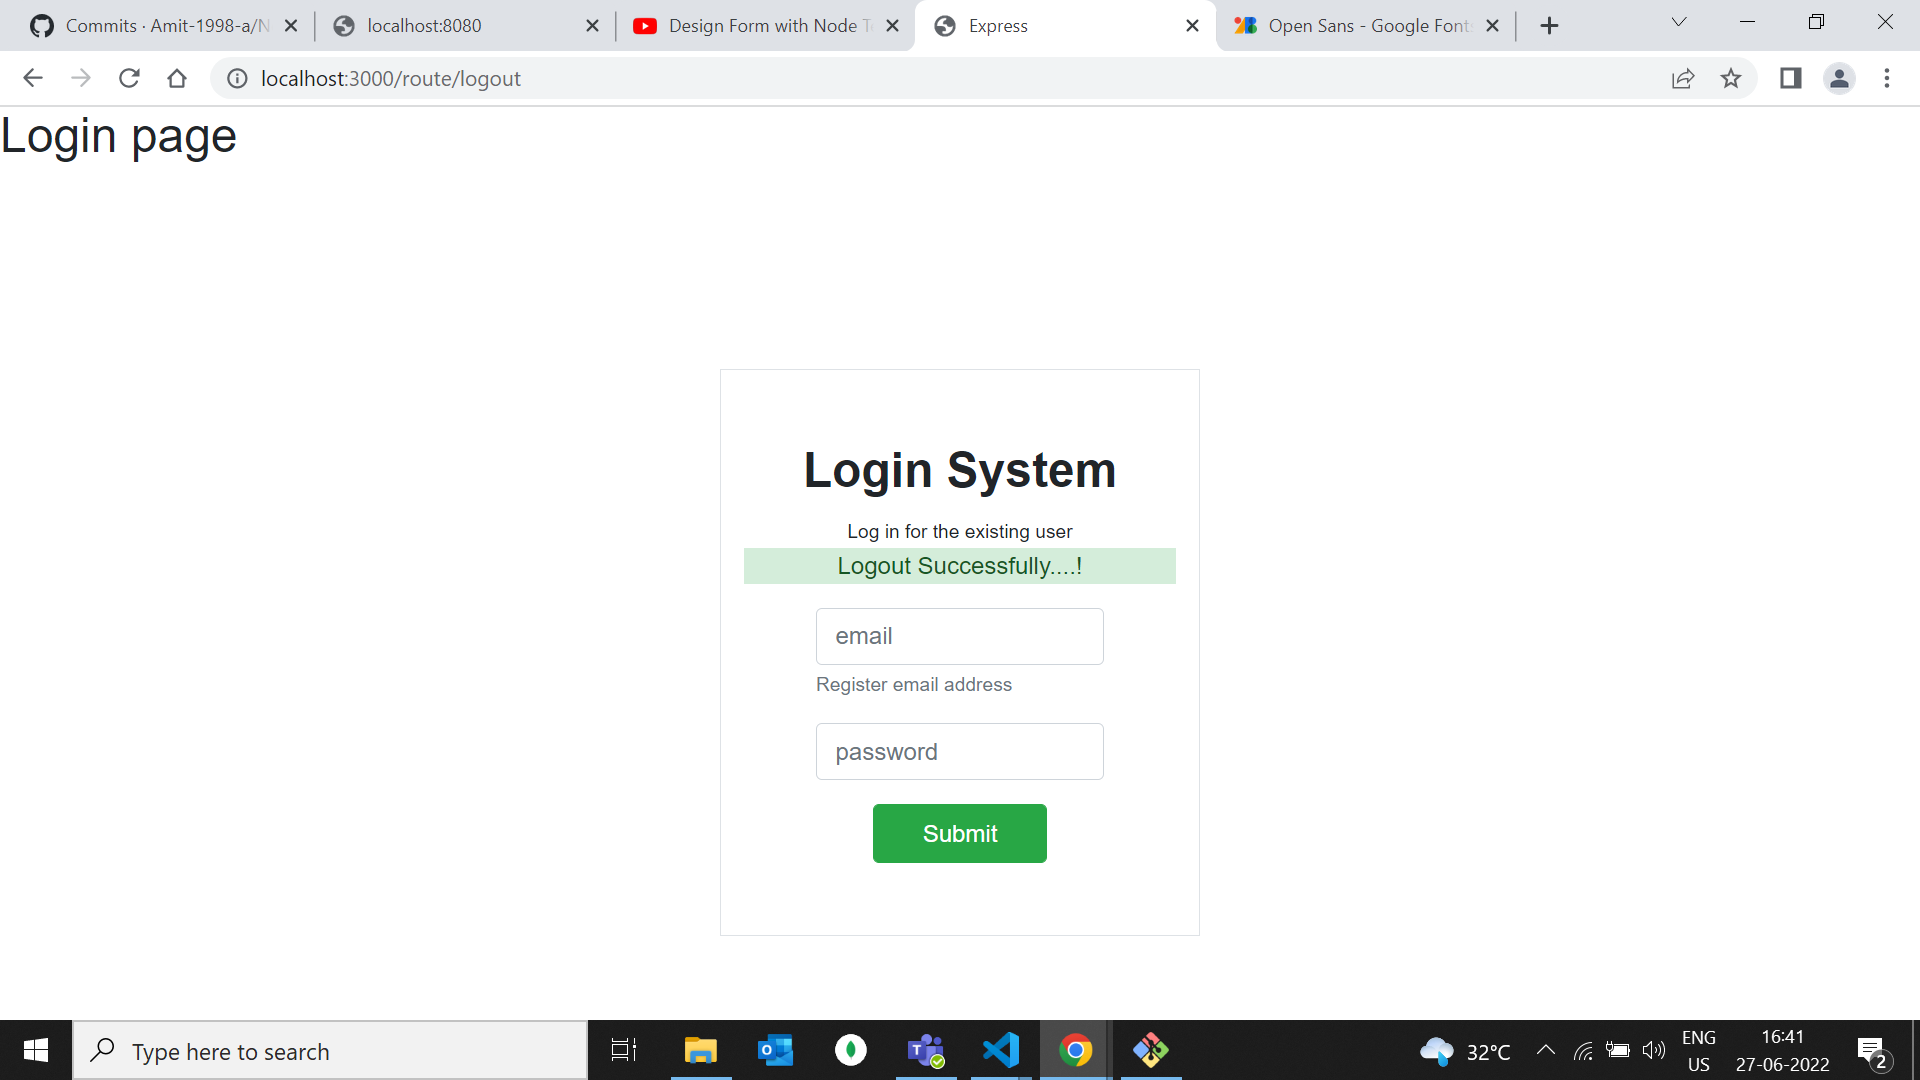 Commits · Amit-1998-a/N
localhost:8080
Design Form with Node T
Express
Open Sans - Google Font
localhost:3000/route/logout
Login page
Login System
Log in for the existing user
Logout Successfully....!
email
Register email address
password
Submit
Type here to search
32°C
ENG
US
16:41
27-06-2022
2